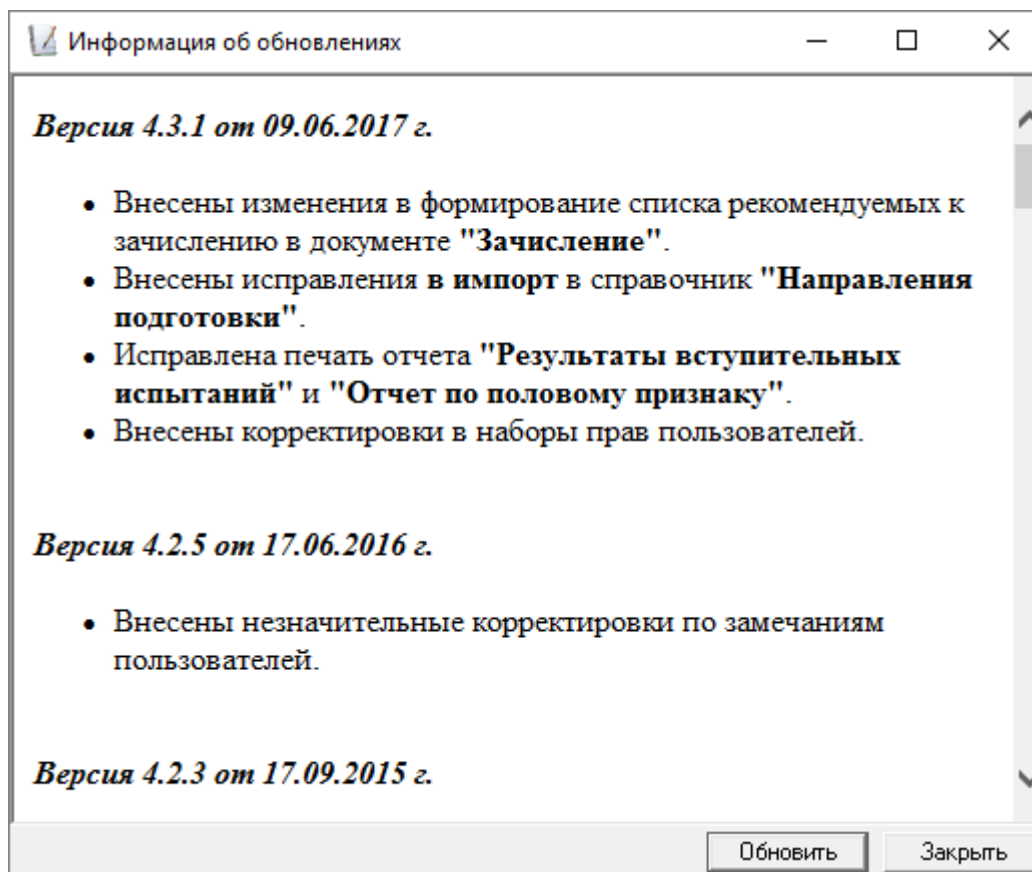 Информация об обновлениях
Версия 4.3.1 от 09.06.2017 г.
• Внесены изменения в формирование списка рекомендуемых к
зачислению в документе "Зачисление".
• Внесены исправления в импорт в справочник "Направления
подготовки".
• Исправлена печать отчета "Результаты вступительных
испытаний" и "Отчет по половому признаку".
• Внесены корректировки в наборы прав пользователей.
Версия 4.2.5 от 17.06.2016 г.
• Внесены незначительные корректировки по замечаниям
пользователей.
Версия 4.2.3 от 17.09.2015 г.
Обновить Закрыть